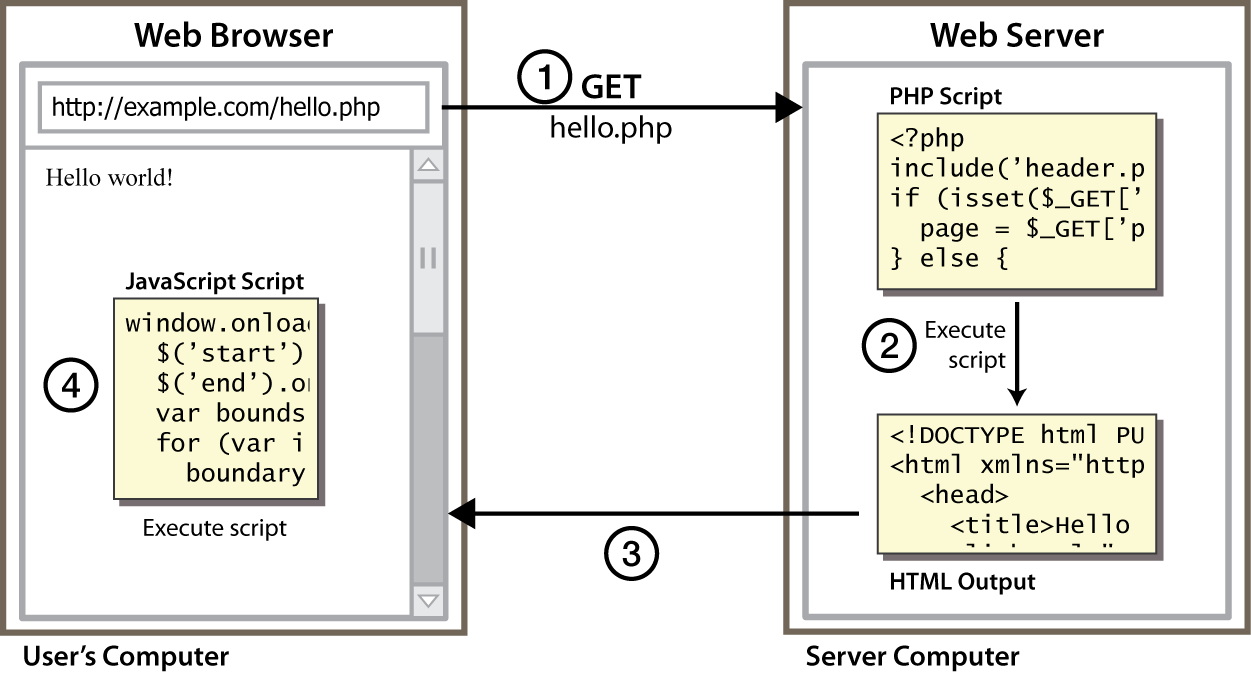 Web Browser
http://example.com/hello.php
Hello world!
JavaScript Script
window.onloa
$('start')
$('end').o
var bounds
for (var i
boundary
4
Execute script
User's Computer
1 GET
hello.php
3
Web Server
PHP Script
<?php
include('header.p
if (isset($_GET['
page = $_GET['p
} else {
2 Execute
script
<!DOCTYPE html PU
<html xmlns="http
<head>
<title>Hello
HTML Output
Server Computer